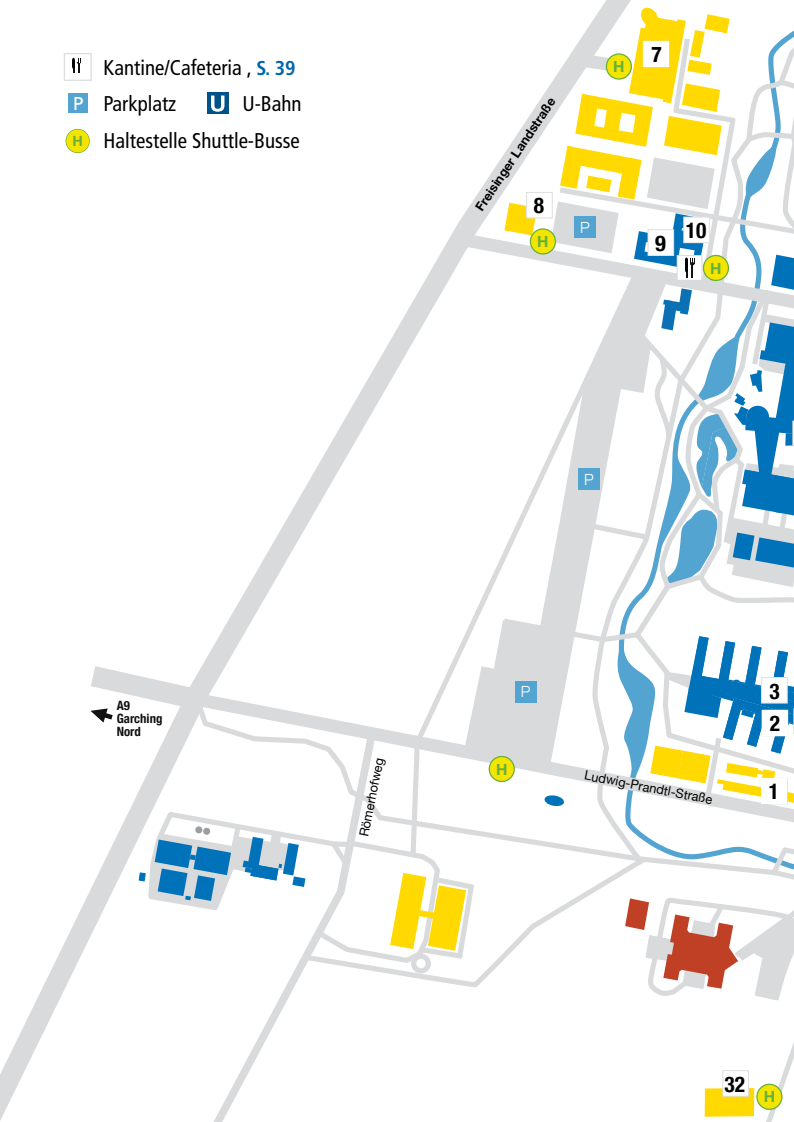 Kantine/Cafeteria , S. 39
P Parkplatz U U-Bahn
H Haltestelle Shuttle-Busse
7
H
Freisinger Landstraße
8
P
10
9
H
H
P
3
P
2
A9
Garching
Nord
H
Römerhofweg
Ludwig-Prandtl-Straße
1
32
H